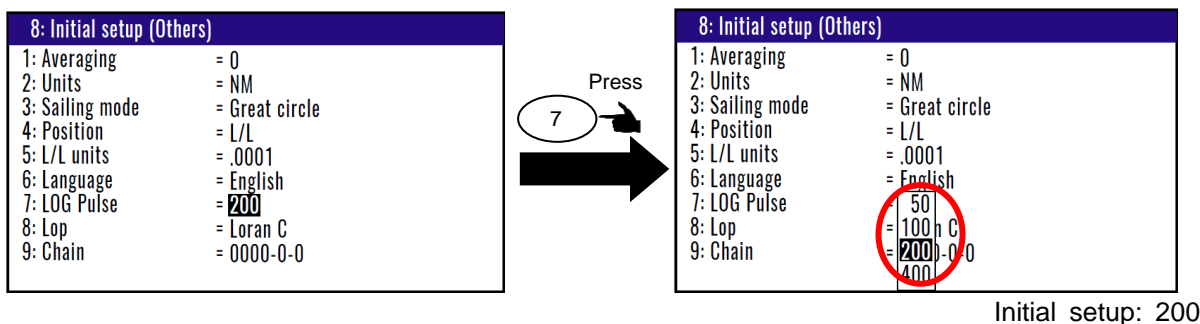 8: Initial setup (Others)
1: Averaging = 0
2: Units = NM
3: Sailing mode = Great circle
4: Position = L/L
5: L/L units = .0001
6: Language = English
7: LOG Pulse = 200
8: Lop = Loran C
9: Chain = 0000-0-0
Press
7
8: Initial setup (Others)
1: Averaging = 0
2: Units = NM
3: Sailing mode = Great circle
4: Position = L/L
5: L/L units = .0001
6: Language = English
7: LOG Pulse = 50
8: Lop = 100 n C
9: Chain = 200 0-0-0
400
Initial setup: 200